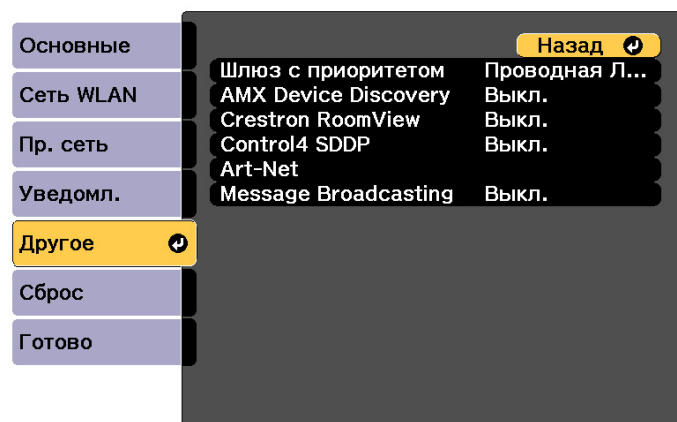 Основные
Сеть WLAN
Пр. сеть
Уведомл.
Другое
Сброс
Готово
Назад
Шлюз с приоритетом Проводная Л...
AMX Device Discovery Выкл.
Crestron RoomView Выкл.
Control4 SDDP Выкл.
Art-Net
Message Broadcasting Выкл.